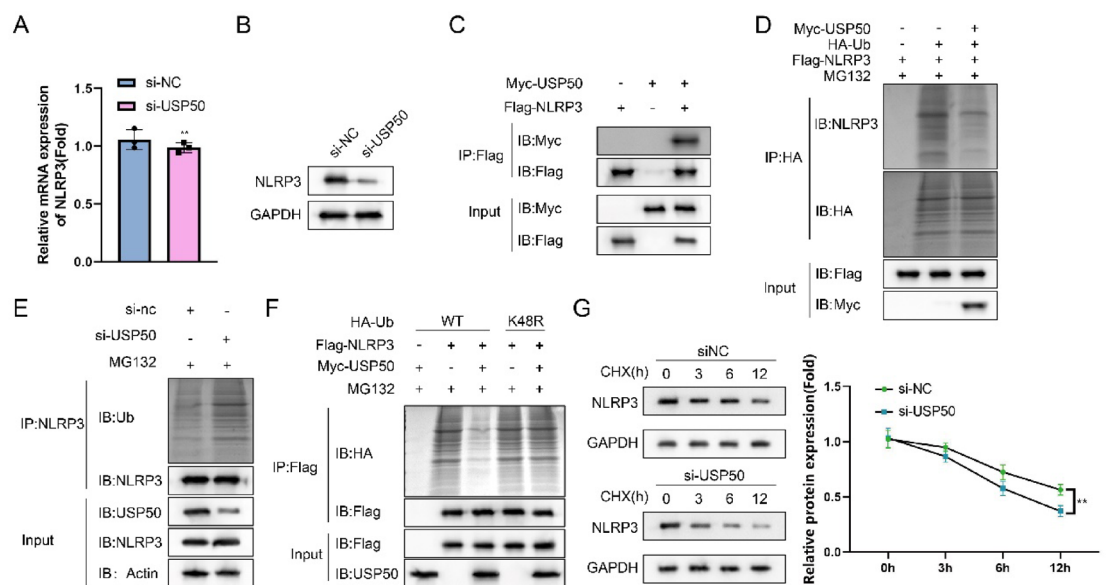 A
si-NC
si-USP50
Relative mRNA expression
of NLRP3(Fold)
1.5
1.0
0.5
0.0
**
B
si-NC
si-USP50
NLRP3
GAPDH
C
Myc-USP50 - + +
Flag-NLRP3 + - +
IP:Flag
IB:Myc
IB:Flag
Input
IB:Myc
IB:Flag
D
Myc-USP50 - - +
HA-Ub - + +
Flag-NLRP3 + + +
MG132 + + +
IP:HA
IB:NLRP3
IB:HA
Input
IB:Flag
IB:Myc
E
si-nc + -
si-USP50 - +
MG132 + +
IP:NLRP3
IB:Ub
IB:NLRP3
Input
IB:USP50
IB:NLRP3
IB: Actin
F
HA-Ub WT K48R
Flag-NLRP3 - + + + +
Myc-USP50 + - + - +
MG132 + + + + +
IP:Flag
IB:HA
IB:Flag
Input
IB:Flag
IB:USP50
G
siNC
CHX(h) 0 3 6 12
NLRP3
GAPDH
si-USP50
CHX(h) 0 3 6 12
NLRP3
GAPDH
Relative protein expression(Fold)
si-NC
si-USP50
1.5
1.0
0.5
0.0
**
0h 3h 6h 12h